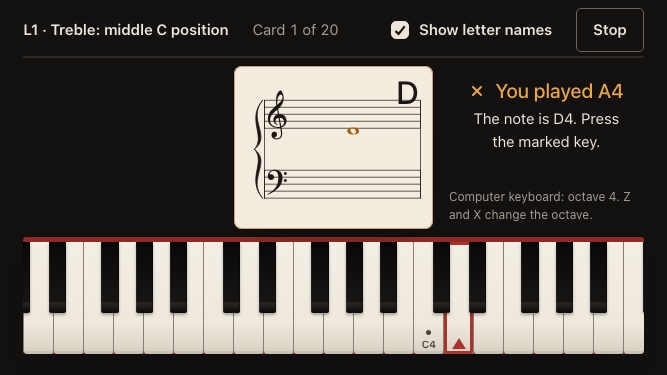 L1 · Treble: middle C position
Card 1 of 20
Show letter names
Stop
D
× You played A4
The note is D4. Press
the marked key.
Computer keyboard: octave 4. Z
and X change the octave.
C4